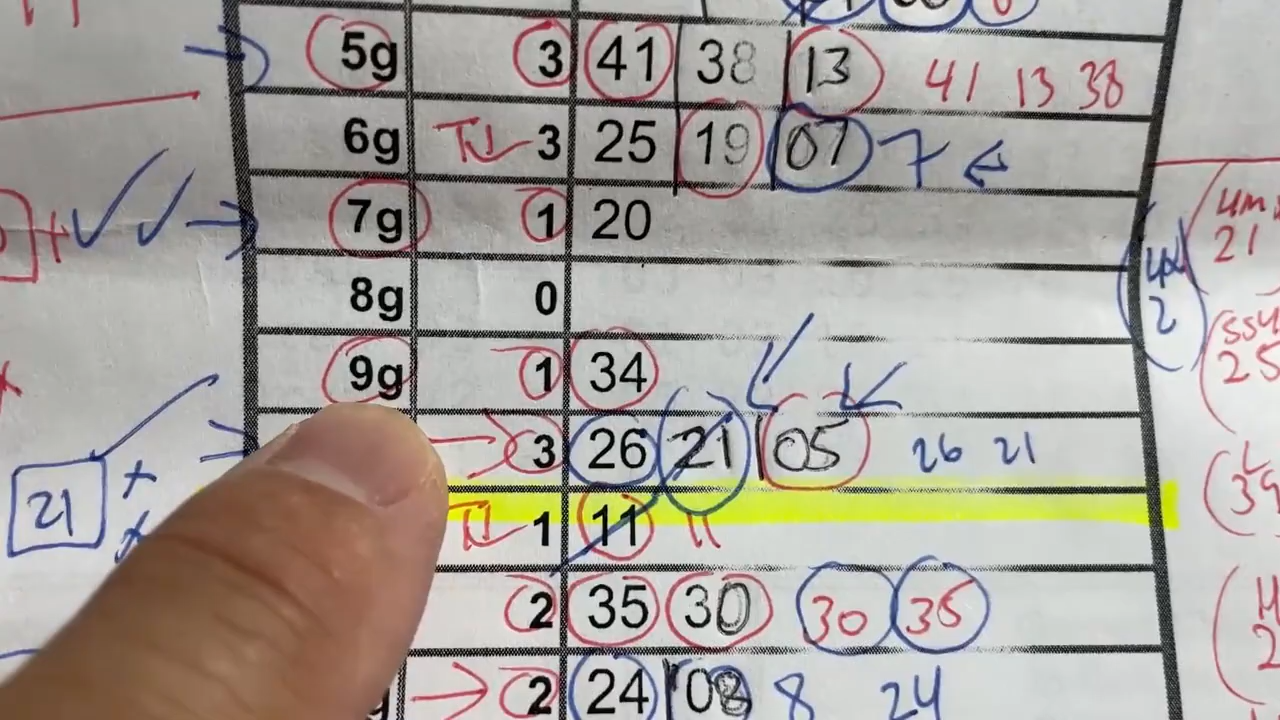 5g 3 41 38 13 41 13 38
6g 3 25 19 07 7
7g 1 20
8g 0
9g 1 34
3 26 21 05 26 21
21
1 11 11
2 35 30 30 35
2 24 08 8 24
21
25